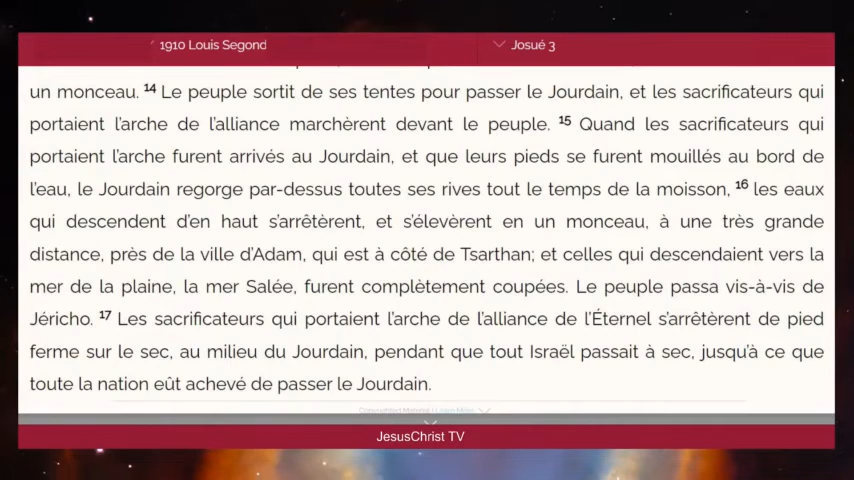 1910 Louis Segond
Josué 3
un monceau. 14 Le peuple sortit de ses tentes pour passer le Jourdain, et les sacrificateurs qui
portaient l'arche de l'alliance marchèrent devant le peuple. 15 Quand les sacrificateurs qui
portaient l'arche furent arrivés au Jourdain, et que leurs pieds se furent mouillés au bord de
l'eau, le Jourdain regorge par-dessus toutes ses rives tout le temps de la moisson, 16 les eaux
qui descendent d'en haut s'arrêtèrent, et s'élevèrent en un monceau, à une très grande
distance, près de la ville d'Adam, qui est à côté de Tsarthan; et celles qui descendaient vers la
mer de la plaine, la mer Salée, furent complètement coupées. Le peuple passa vis-à-vis de
Jéricho. 17 Les sacrificateurs qui portaient l'arche de l'alliance de l'Éternel s'arrêtèrent de pied
ferme sur le sec, au milieu du Jourdain, pendant que tout Israël passait à sec, jusqu'à ce que
toute la nation eût achevé de passer le Jourdain.
JesusChrist TV